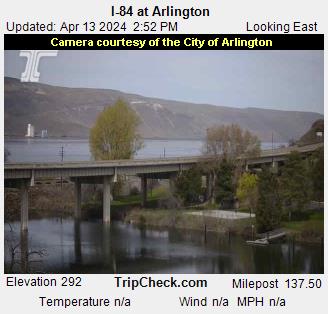 I-84 at Arlington
Updated: Apr 13 2024 2:52 PM Looking East
Camera courtesy of the City of Arlington
Elevation 292 TripCheck.com Milepost 137.50
Temperature n/a Wind n/a MPH n/a